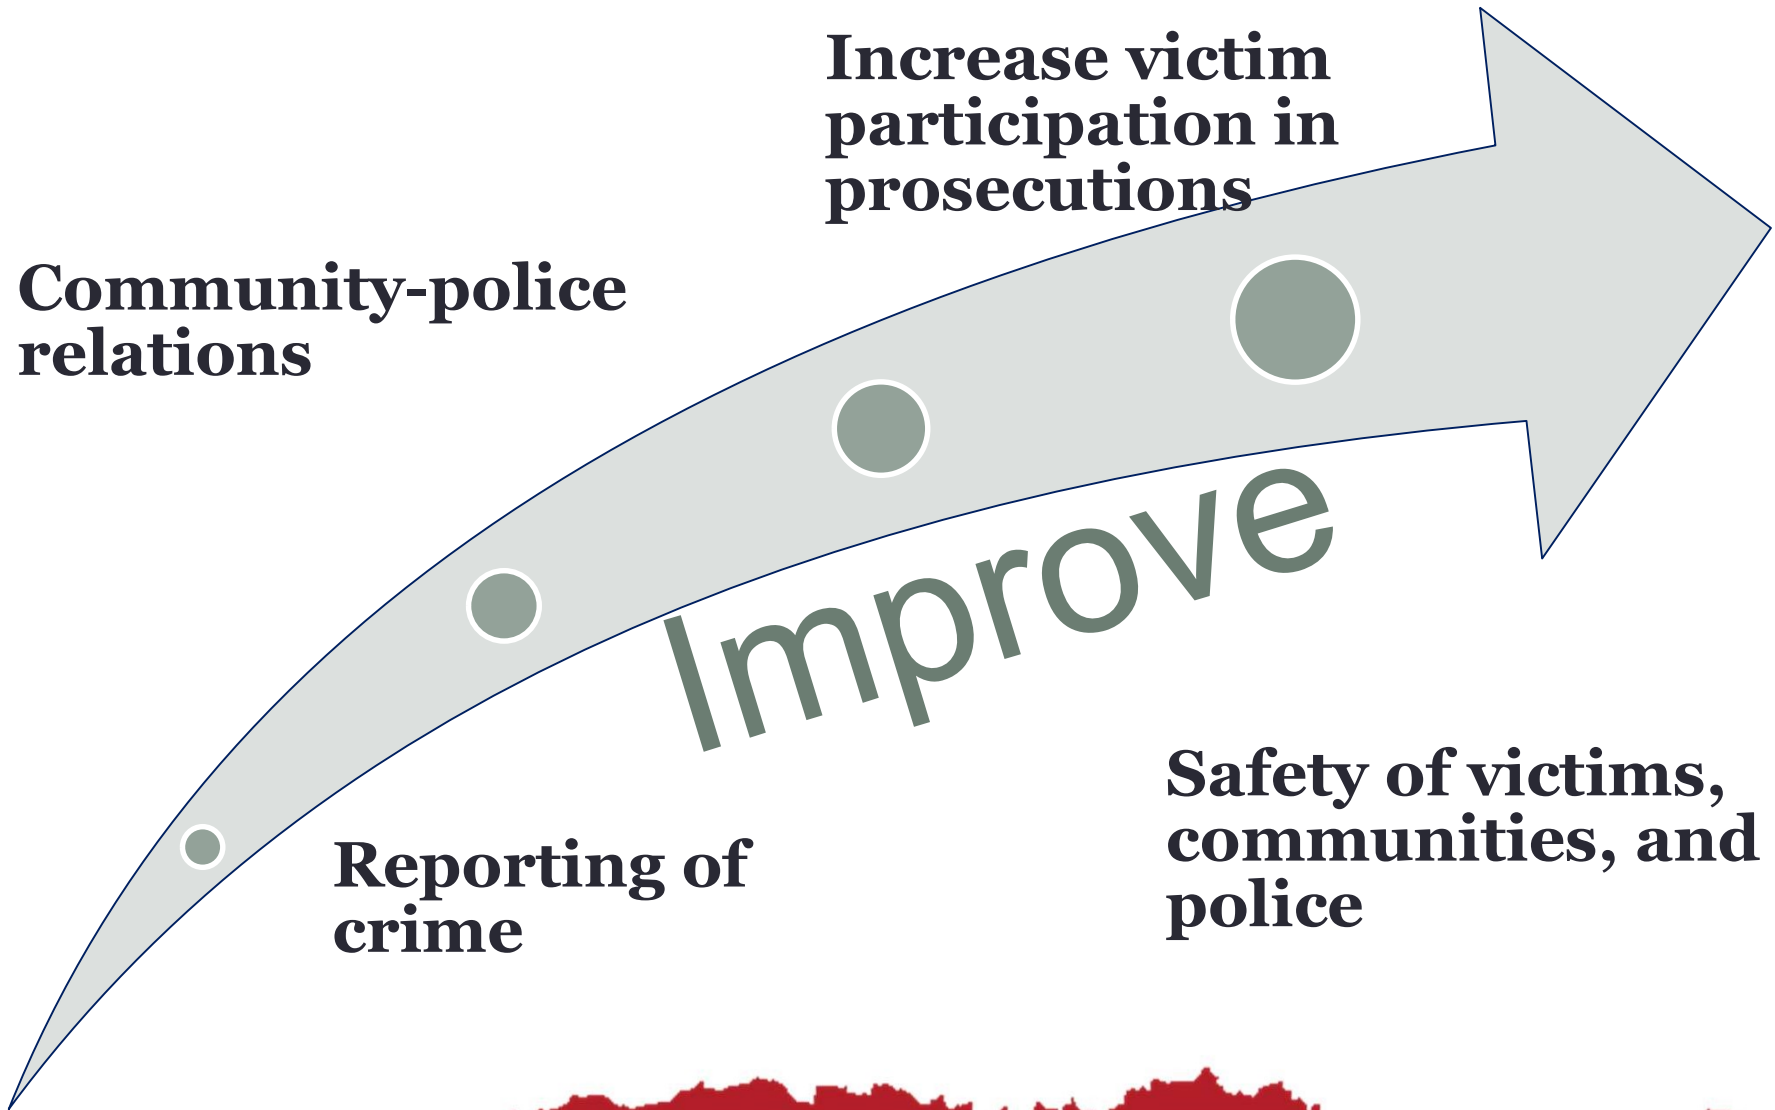 Increase victim
participation in
prosecutions
Community-police
relations
Improve
Safety of victims,
communities, and
police
Reporting of
crime